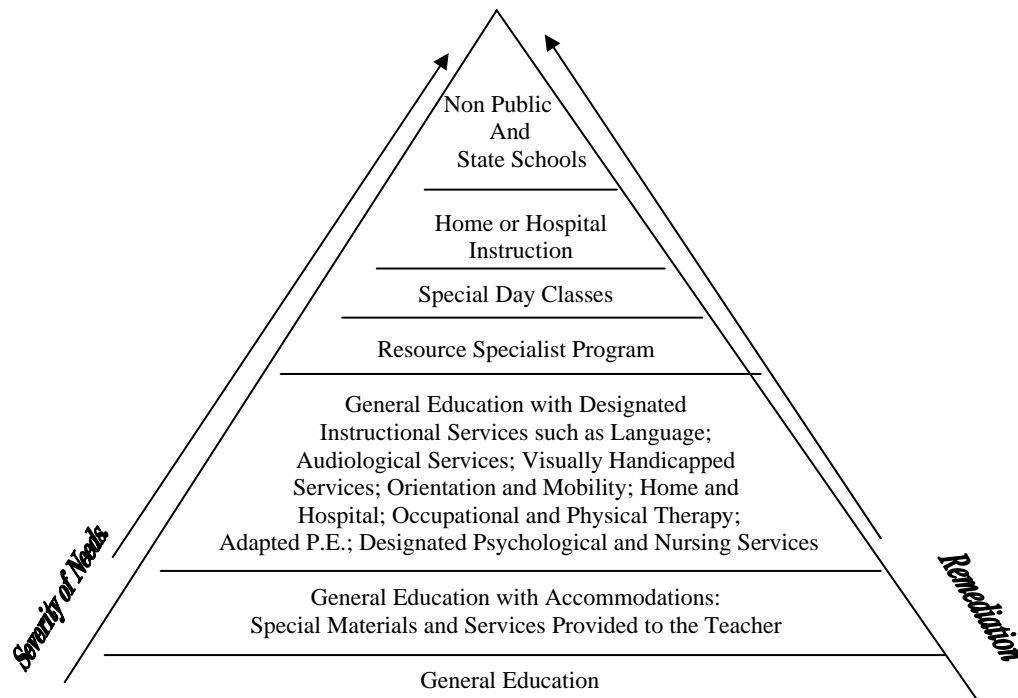 Non Public
And
State Schools
Home or Hospital
Instruction
Special Day Classes
Resource Specialist Program
General Education with Designated
Instructional Services such as Language;
Audiological Services; Visually Handicapped
Services; Orientation and Mobility; Home and
Hospital; Occupational and Physical Therapy;
Adapted P.E.; Designated Psychological and Nursing Services
General Education with Accommodations:
Special Materials and Services Provided to the Teacher
General Education
Severity of Needs
Remediation